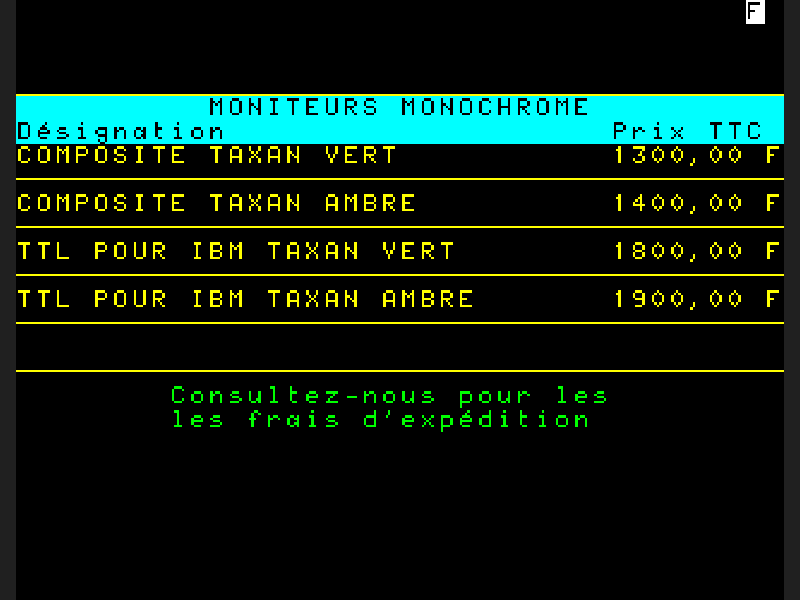 F
MONITEURS MONOCHROME
Désignation Prix TTC
COMPOSITE TAXAN VERT 1300,00 F
COMPOSITE TAXAN AMBRE 1400,00 F
TTL POUR IBM TAXAN VERT 1800,00 F
TTL POUR IBM TAXAN AMBRE 1900,00 F
Consultez-nous pour les
les frais d'expédition